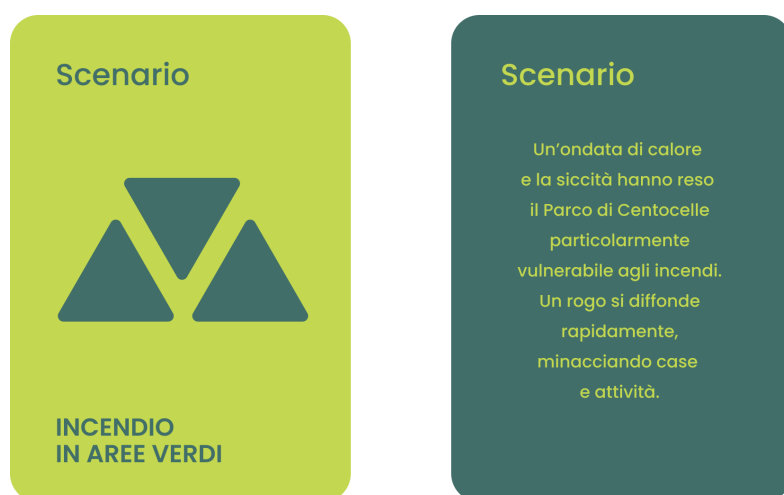 Scenario
INCENDIO
IN AREE VERDI
Scenario
Un’ondata di calore
e la siccità hanno reso
il Parco di Centocelle
particolarmente
vulnerabile agli incendi.
Un rogo si diffonde
rapidamente,
minacciando case
e attività.